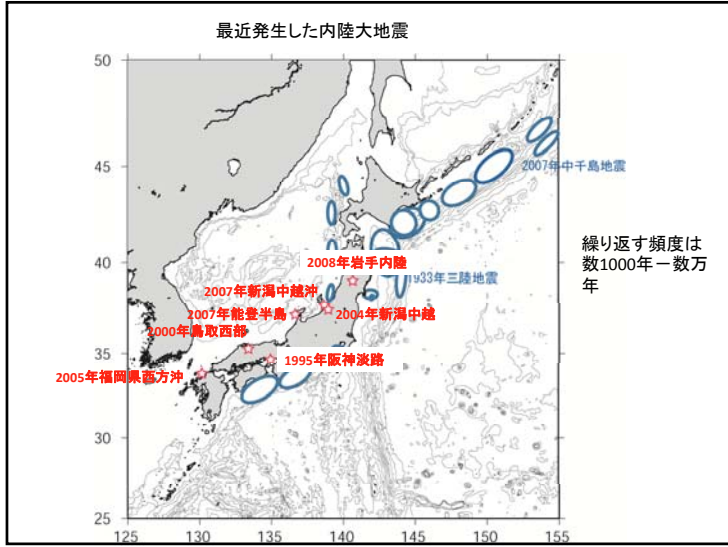 最近発生した内陸大地震
50
45
40
35
30
25
125
130
135
140
145
150
155
2007年中千島地震
2008年岩手内陸
1933年三陸地震
2007年新潟中越沖
2007年能登半島
2004年新潟中越
2000年鳥取西部
1995年阪神淡路
2005年福岡県西方沖
繰り返す頻度は
数1000年ー数万
年